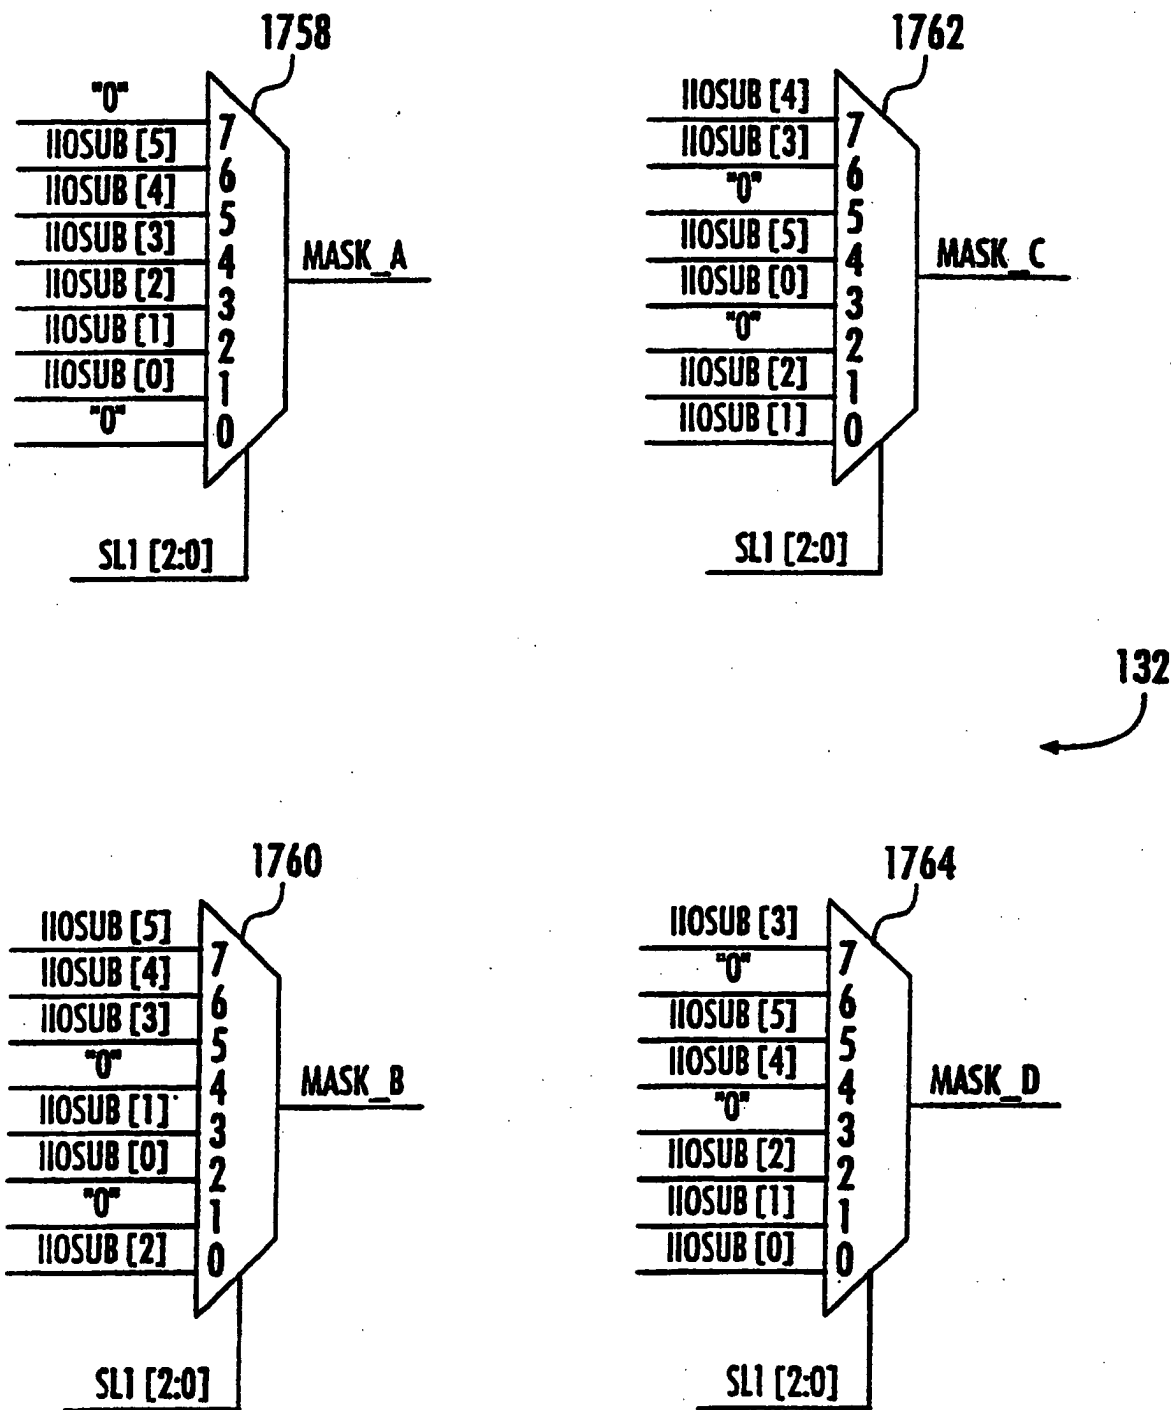 1758
"0"
IIOSUB [5]
IIOSUB [4]
IIOSUB [3]
IIOSUB [2]
IIOSUB [1]
IIOSUB [0]
"0"
7
6
5
4
3
2
1
0
MASK_A
SL1 [2:0]
1762
IIOSUB [4]
IIOSUB [3]
"0"
IIOSUB [5]
IIOSUB [0]
"0"
IIOSUB [2]
IIOSUB [1]
7
6
5
4
3
2
1
0
MASK_C
SL1 [2:0]
132
1760
IIOSUB [5]
IIOSUB [4]
IIOSUB [3]
"0"
IIOSUB [1]
IIOSUB [0]
"0"
IIOSUB [2]
7
6
5
4
3
2
1
0
MASK_B
SL1 [2:0]
1764
IIOSUB [3]
"0"
IIOSUB [5]
IIOSUB [4]
"0"
IIOSUB [2]
IIOSUB [1]
IIOSUB [0]
7
6
5
4
3
2
1
0
MASK_D
SL1 [2:0]